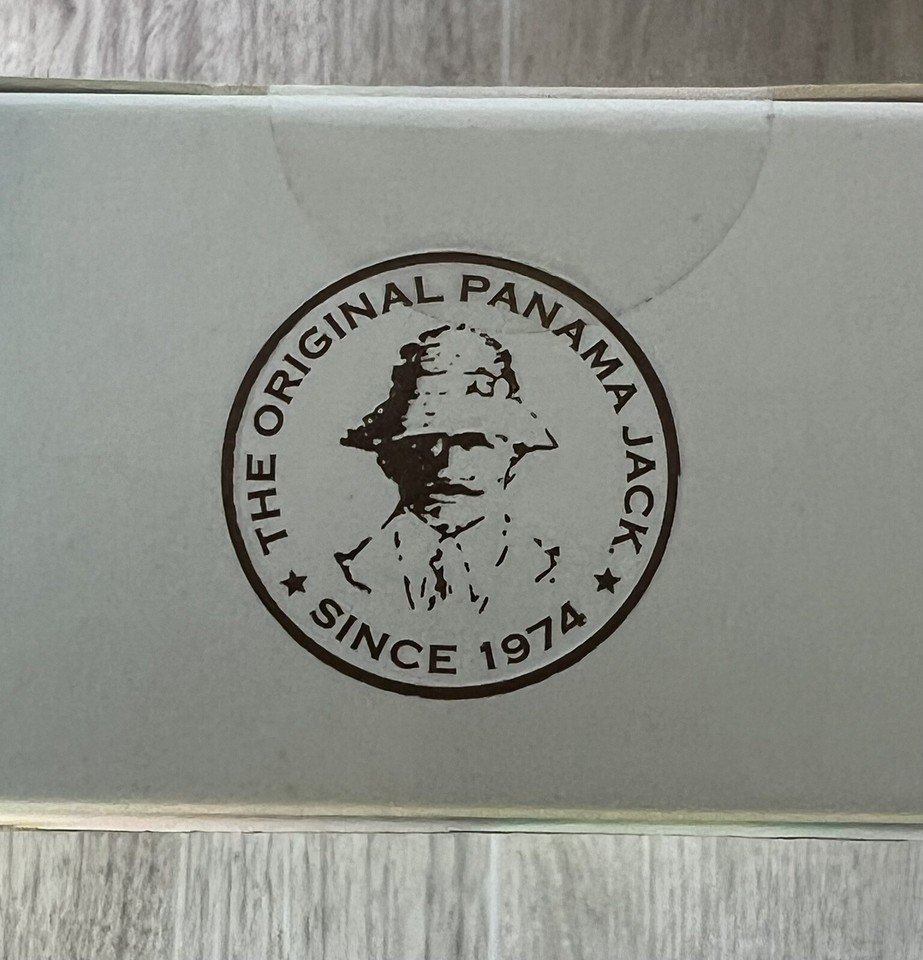 THE ORIGINAL PANAMA JACK
★ SINCE 1974 ★